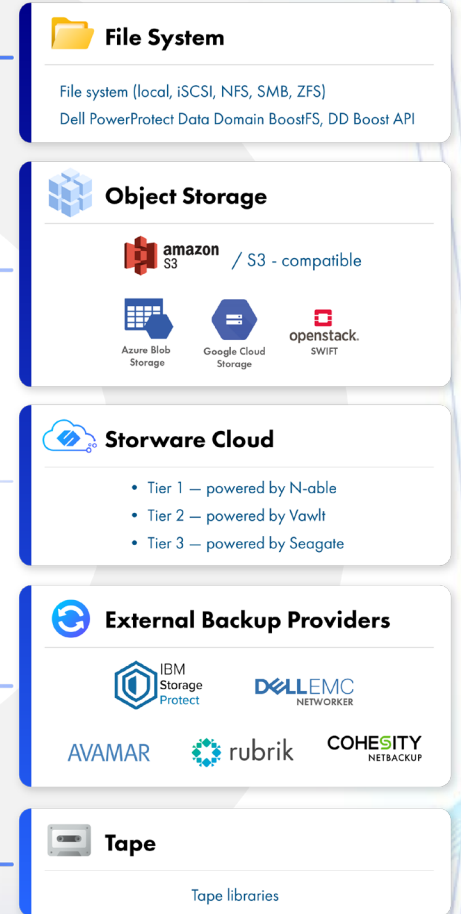 File System
File system (local, iSCSI, NFS, SMB, ZFS)
Dell PowerProtect Data Domain BoostFS, DD Boost API
Object Storage
amazon
S3
/ S3 - compatible
Azure Blob
Storage
Google Cloud
Storage
openstack.
SWIFT
Storware Cloud
• Tier 1 — powered by N-able
• Tier 2 — powered by Vawlt
• Tier 3 — powered by Seagate
External Backup Providers
IBM
Storage
Protect
DELLEMC
NETWORKER
AVAMAR
rubrik
COHESITY
NETBACKUP
Tape
Tape libraries